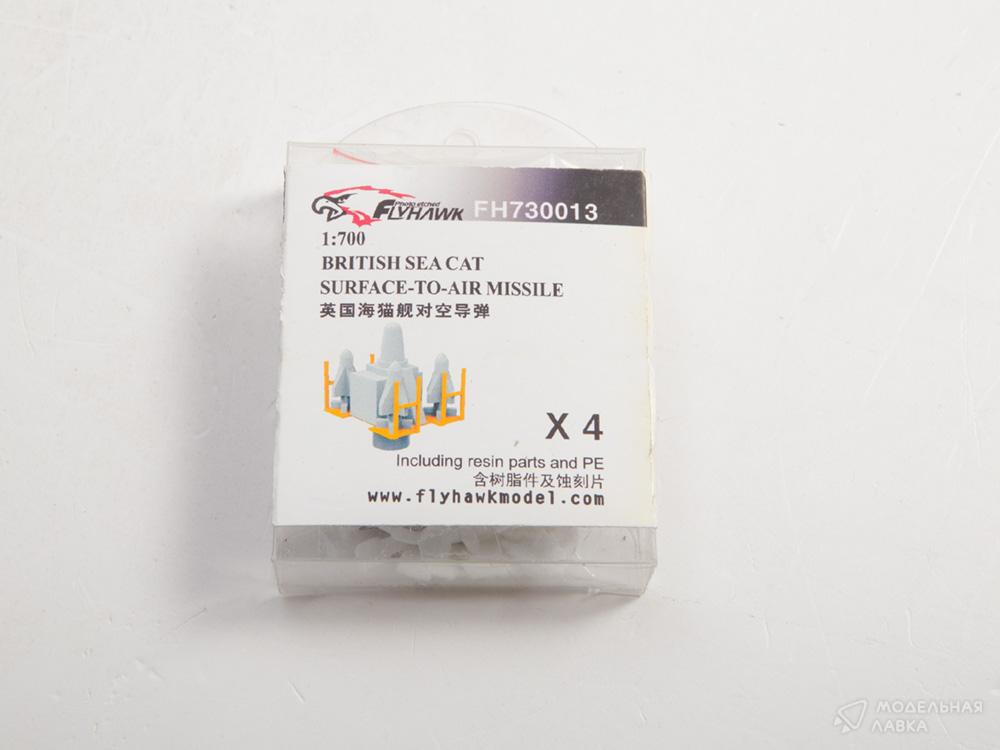 Photo etched
FLYHAWK FH730013
1:700
BRITISH SEA CAT
SURFACE-TO-AIR MISSILE
英国海猫舰对空导弹
X 4
Including resin parts and PE
含树脂件及蚀刻片
www.flyhawkmodel.com
МОДЕЛЬНАЯ
ЛАВКА